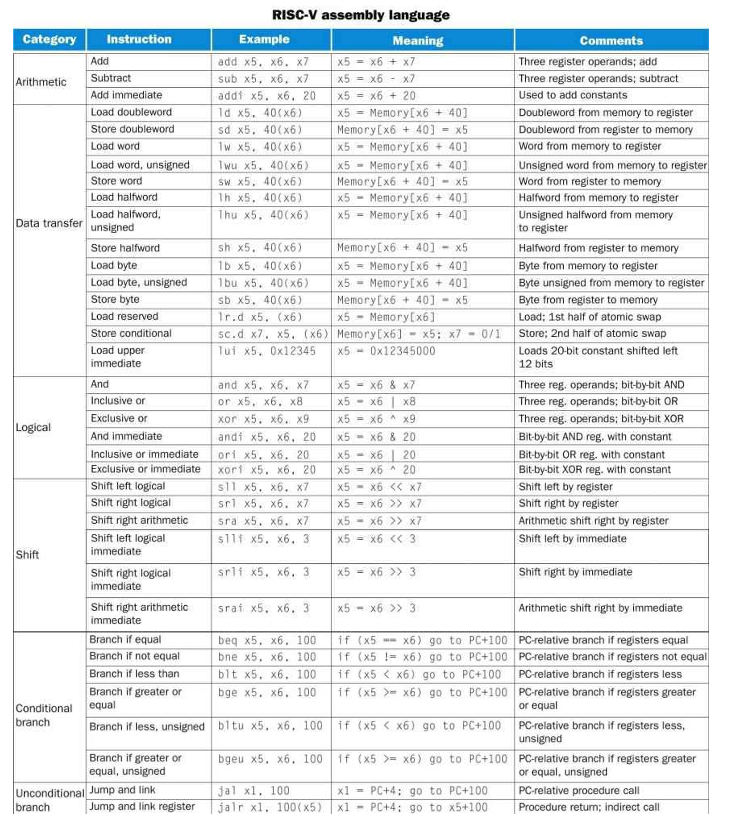 RISC-V assembly language
Category Instruction Example Meaning Comments
Arithmetic
Add add x5, x6, x7 x5 = x6 + x7 Three register operands; add
Subtract sub x5, x6, x7 x5 = x6 - x7 Three register operands; subtract
Add immediate addi x5, x6, 20 x5 = x6 + 20 Used to add constants
Data transfer
Load doubleword ld x5, 40(x6) x5 = Memory[x6 + 40] Doubleword from memory to register
Store doubleword sd x5, 40(x6) Memory[x6 + 40] = x5 Doubleword from register to memory
Load word lw x5, 40(x6) x5 = Memory[x6 + 40] Word from memory to register
Load word, unsigned lwu x5, 40(x6) x5 = Memory[x6 + 40] Unsigned word from memory to register
Store word sw x5, 40(x6) Memory[x6 + 40] = x5 Word from register to memory
Load halfword lh x5, 40(x6) x5 = Memory[x6 + 40] Halfword from memory to register
Load halfword, lhu x5, 40(x6) x5 = Memory[x6 + 40] Unsigned halfword from memory
unsigned to register
Store halfword sh x5, 40(x6) Memory[x6 + 40] = x5 Halfword from register to memory
Load byte lb x5, 40(x6) x5 = Memory[x6 + 40] Byte from memory to register
Load byte, unsigned lbu x5, 40(x6) x5 = Memory[x6 + 40] Byte unsigned from memory to register
Store byte sb x5, 40(x6) Memory[x6 + 40] = x5 Byte from register to memory
Load reserved lr.d x5, (x6) x5 = Memory[x6] Load; 1st half of atomic swap
Store conditional sc.d x7, x5, (x6) Memory[x6] = x5; x7 = 0/1 Store; 2nd half of atomic swap
Load upper lui x5, 0x12345 x5 = 0x12345000 Loads 20-bit constant shifted left
immediate 12 bits
Logical
And and x5, x6, x7 x5 = x6 & x7 Three reg. operands; bit-by-bit AND
Inclusive or or x5, x6, x8 x5 = x6 | x8 Three reg. operands; bit-by-bit OR
Exclusive or xor x5, x6, x9 x5 = x6 ^ x9 Three reg. operands; bit-by-bit XOR
And immediate andi x5, x6, 20 x5 = x6 & 20 Bit-by-bit AND reg. with constant
Inclusive or immediate ori x5, x6, 20 x5 = x6 | 20 Bit-by-bit OR reg. with constant
Exclusive or immediate xori x5, x6, 20 x5 = x6 ^ 20 Bit-by-bit XOR reg. with constant
Shift
Shift left logical sll x5, x6, x7 x5 = x6 << x7 Shift left by register
Shift right logical srl x5, x6, x7 x5 = x6 >> x7 Shift right by register
Shift right arithmetic sra x5, x6, x7 x5 = x6 >> x7 Arithmetic shift right by register
Shift left logical slli x5, x6, 3 x5 = x6 << 3 Shift left by immediate
immediate
Shift right logical srli x5, x6, 3 x5 = x6 >> 3 Shift right by immediate
immediate
Shift right arithmetic srai x5, x6, 3 x5 = x6 >> 3 Arithmetic shift right by immediate
immediate
Conditional
branch
Branch if equal beq x5, x6, 100 if (x5 == x6) go to PC+100 PC-relative branch if registers equal
Branch if not equal bne x5, x6, 100 if (x5 != x6) go to PC+100 PC-relative branch if registers not equal
Branch if less than blt x5, x6, 100 if (x5 < x6) go to PC+100 PC-relative branch if registers less
Branch if greater or bge x5, x6, 100 if (x5 >= x6) go to PC+100 PC-relative branch if registers greater
equal or equal
Branch if less, unsigned bltu x5, x6, 100 if (x5 < x6) go to PC+100 PC-relative branch if registers less,
unsigned
Branch if greater or bgeu x5, x6, 100 if (x5 >= x6) go to PC+100 PC-relative branch if registers greater
equal, unsigned or equal, unsigned
Unconditional
branch
Jump and link jal x1, 100 x1 = PC+4; go to PC+100 PC-relative procedure call
Jump and link register jalr x1, 100(x5) x1 = PC+4; go to x5+100 Procedure return; indirect call